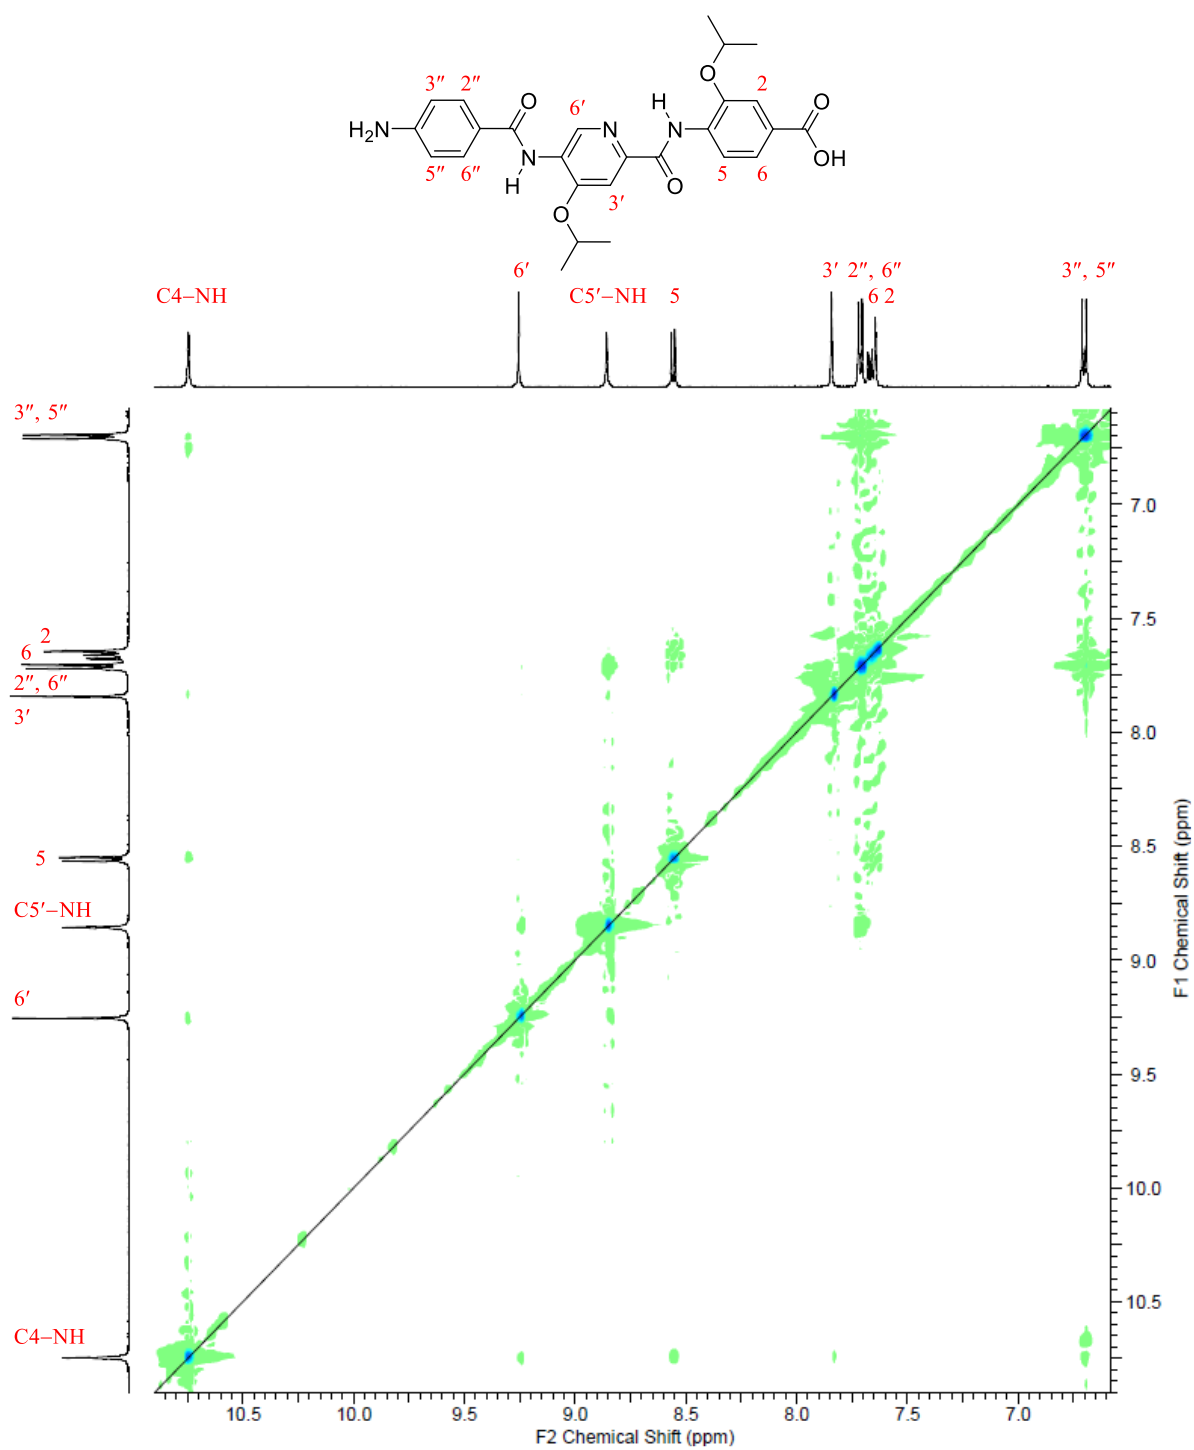 3″ 2″ O H O 2 O
H₂N 6′ N N OH
5″ 6″ N H 3′ O 5 6
O
6′ 3′ 2″, 6″ 3″, 5″
C4–NH C5′–NH 5 6 2
3″, 5″
2
6
2″, 6″
3′
5
C5′–NH
6′
C4–NH
7.0
7.5
8.0
8.5
9.0
9.5
10.0
10.5
F1 Chemical Shift (ppm)
10.5 10.0 9.5 9.0 8.5 8.0 7.5 7.0
F2 Chemical Shift (ppm)